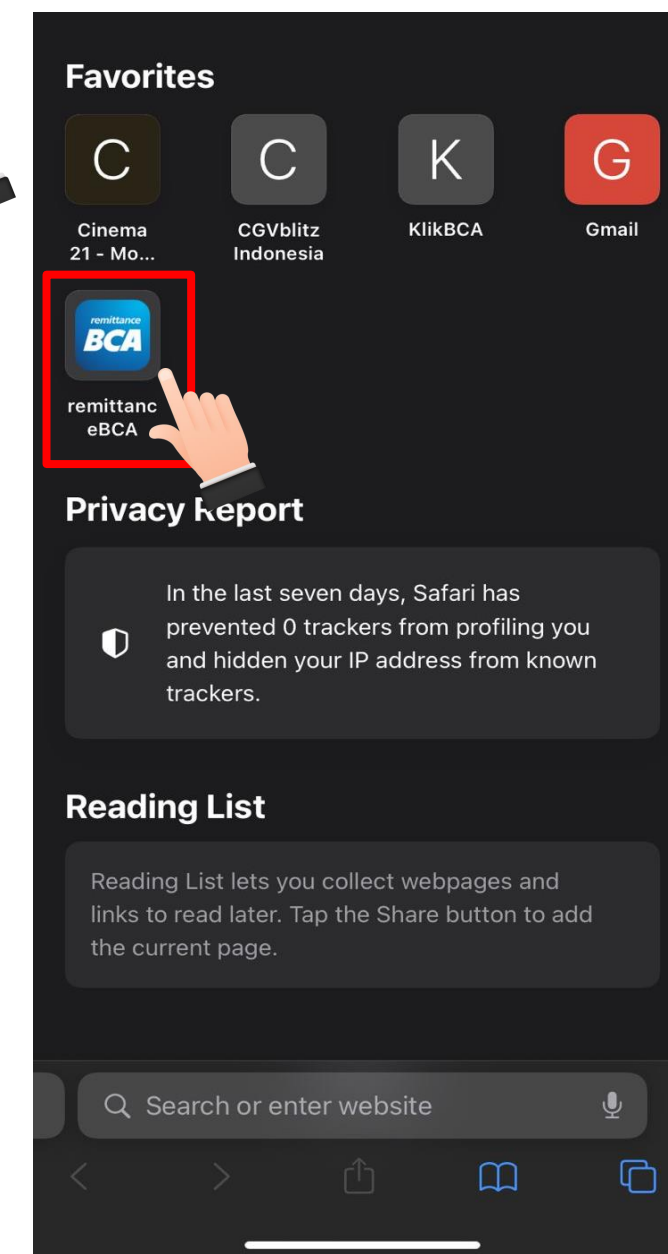 Favorites
C C K G
Cinema
21 - Mo...
CGVblitz
Indonesia
KlikBCA
Gmail
remittance
BCA
remittanc
eBCA
Privacy Report
In the last seven days, Safari has
prevented 0 trackers from profiling you
and hidden your IP address from known
trackers.
Reading List
Reading List lets you collect webpages and
links to read later. Tap the Share button to add
the current page.
Search or enter website